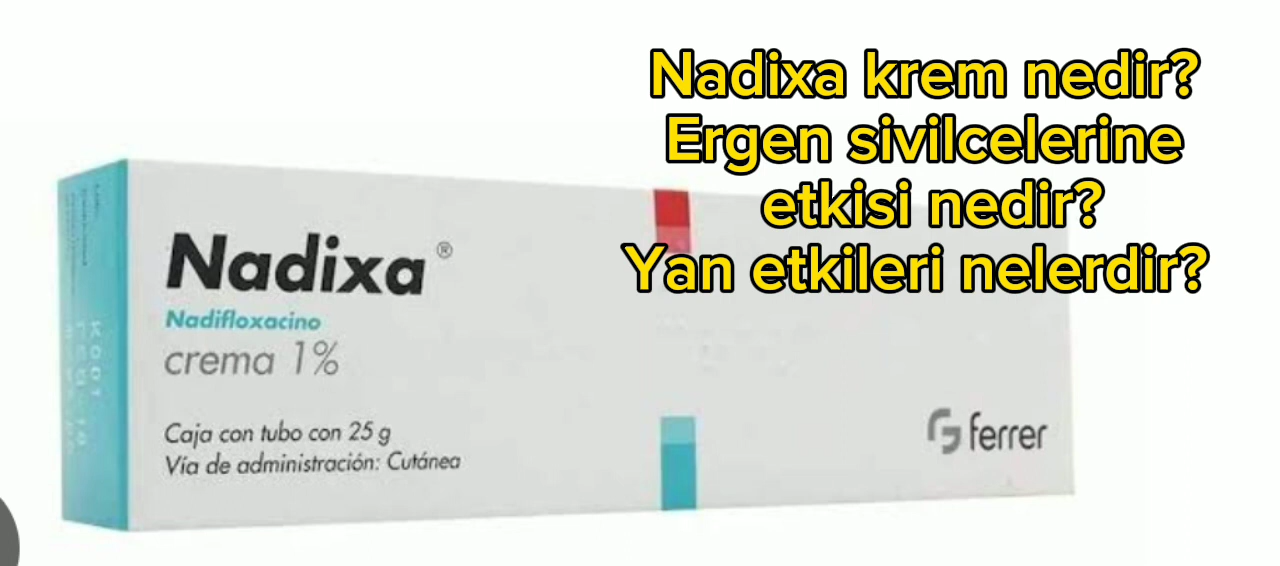 Nadixa krem nedir?
Ergen sivilcelerine
etkisi nedir?
Yan etkileri nelerdir?
Nadixa®
Nadifloxacino
crema 1%
Caja con tubo con 25 g
Vía de administración: Cutánea
ferrer